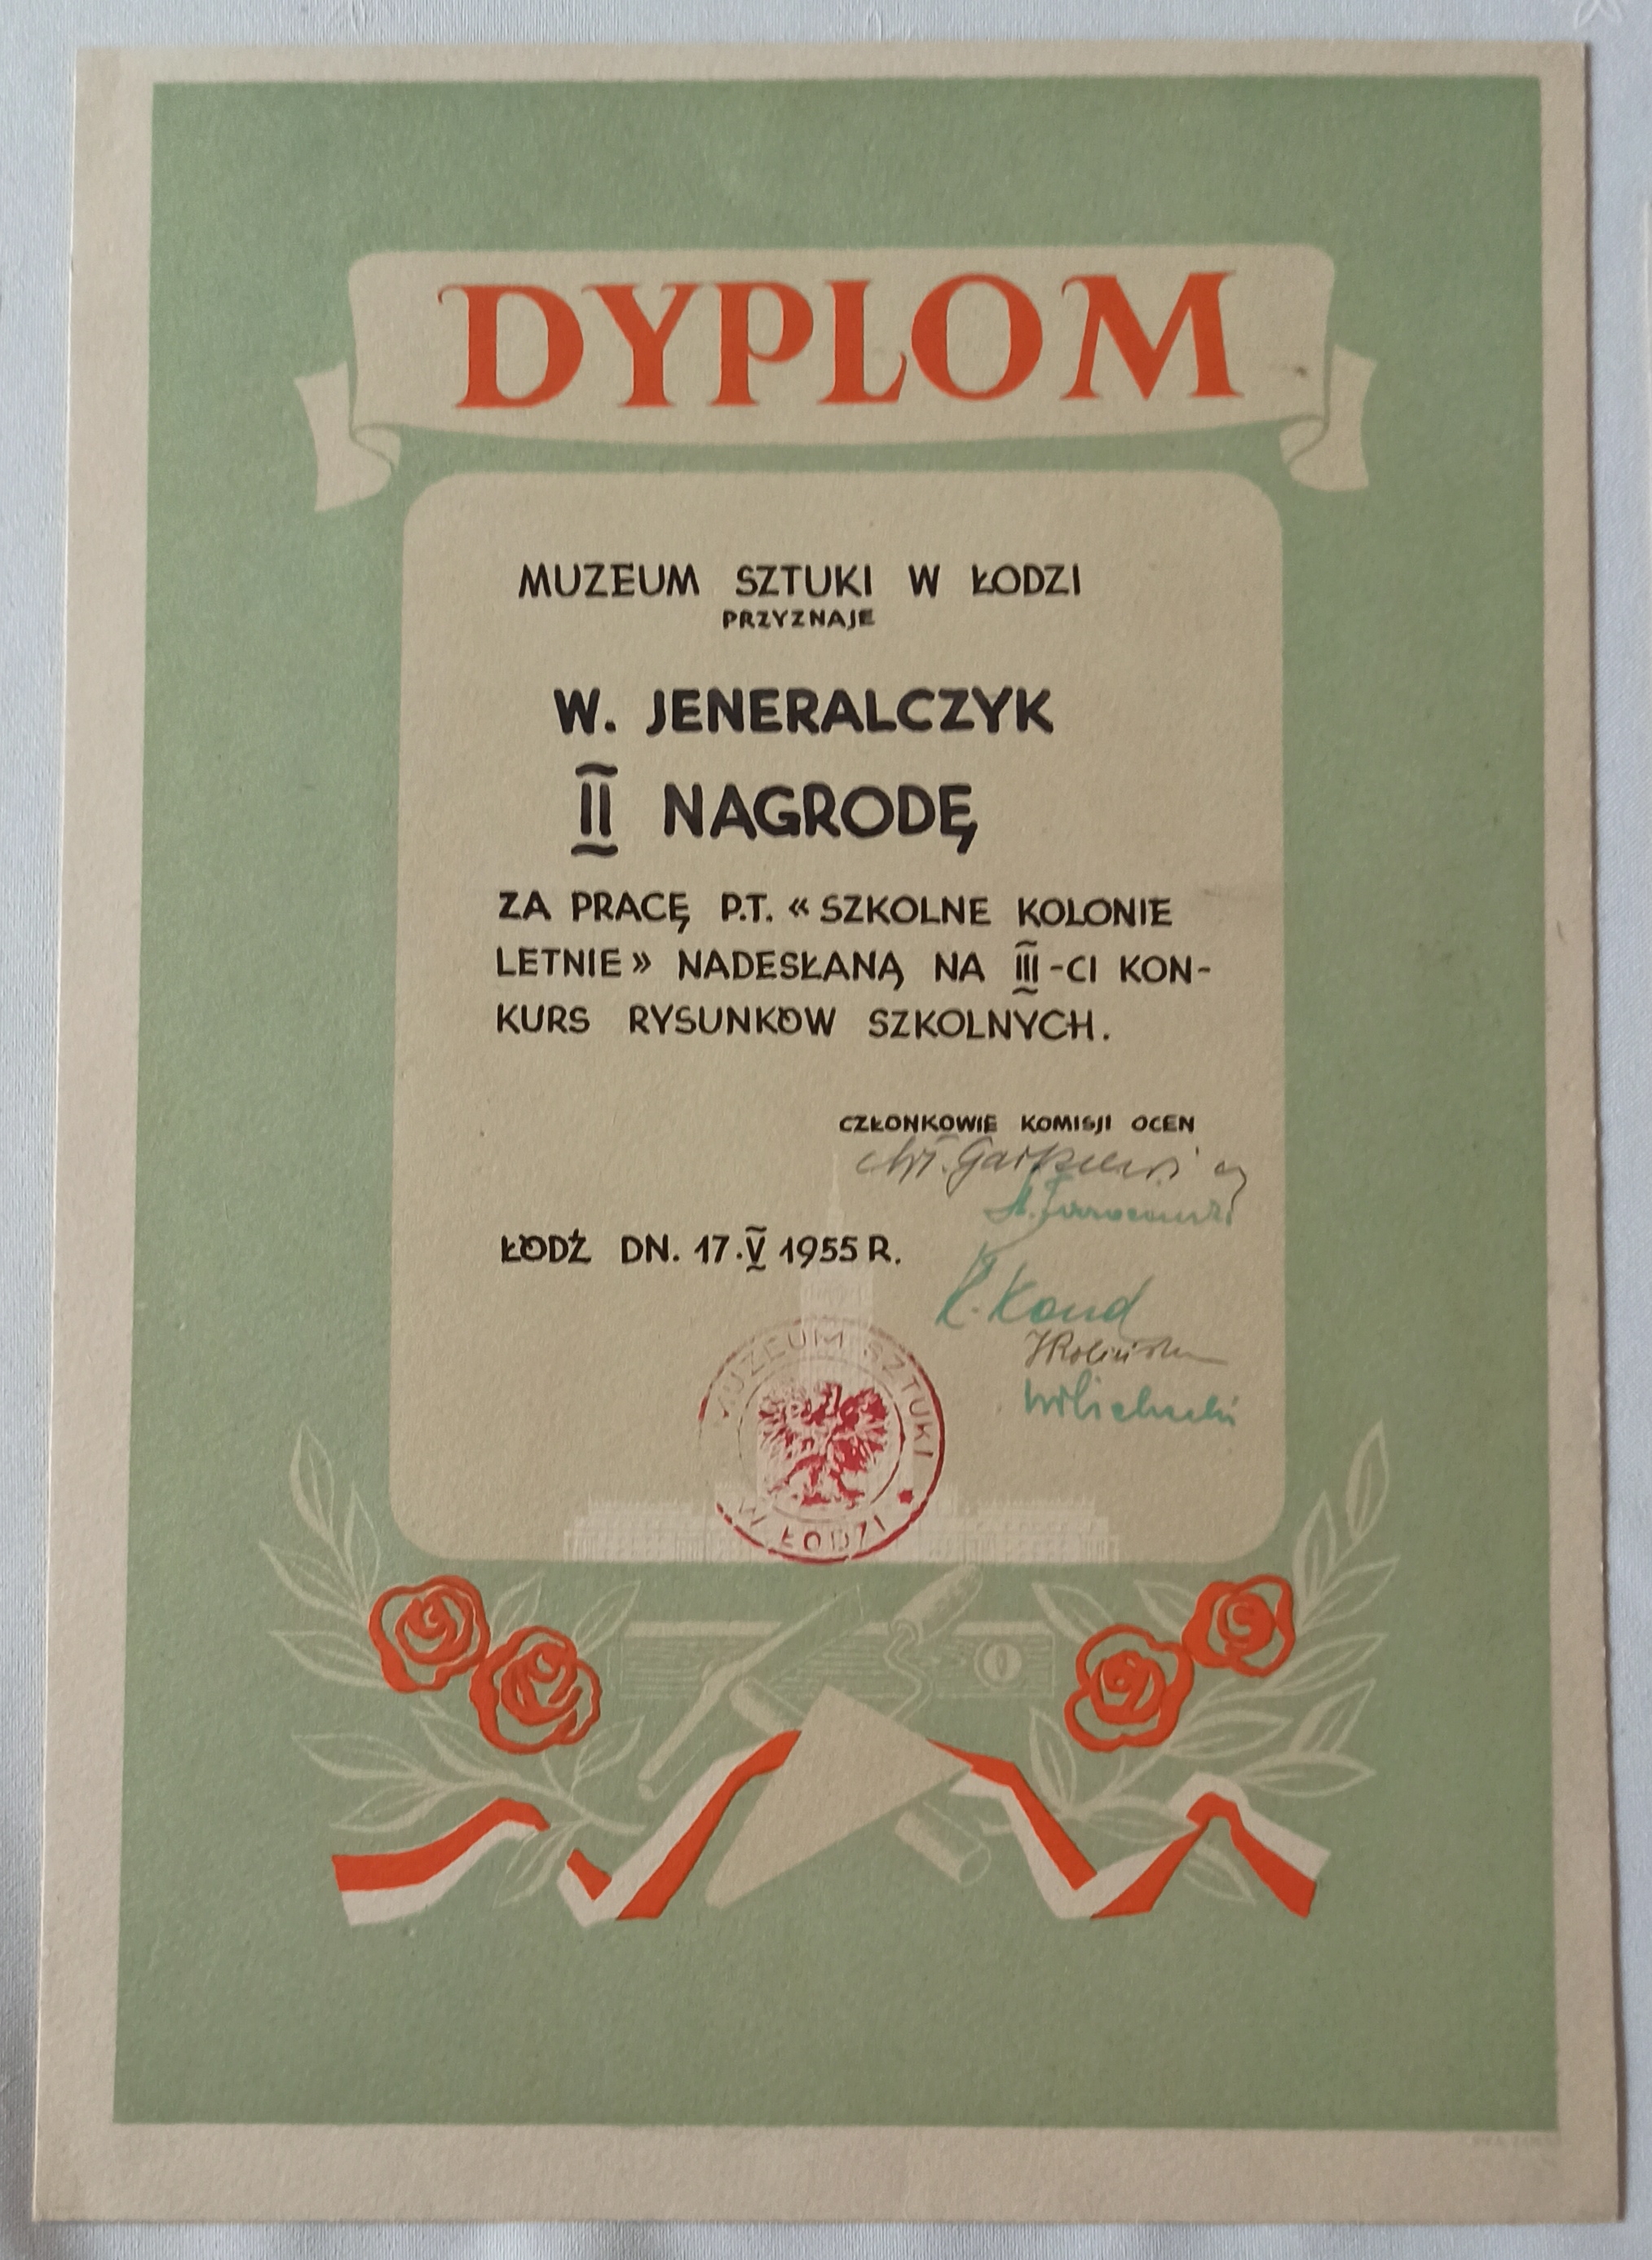 DYPLOM
MUZEUM SZTUKI W ŁODZI
PRZYZNAJE
W. JENERALCZYK
II NAGRODĘ
ZA PRACĘ P.T. «SZKOLNE KOLONIE
LETNIE» NADESŁANĄ NA III-CI KON-
KURS RYSUNKÓW SZKOLNYCH.
CZŁONKOWIE KOMISJI OCEN
ŁÓDŹ DN. 17.V 1955 R.
K. Kond
MUZEUM SZTUKI
W ŁODZI